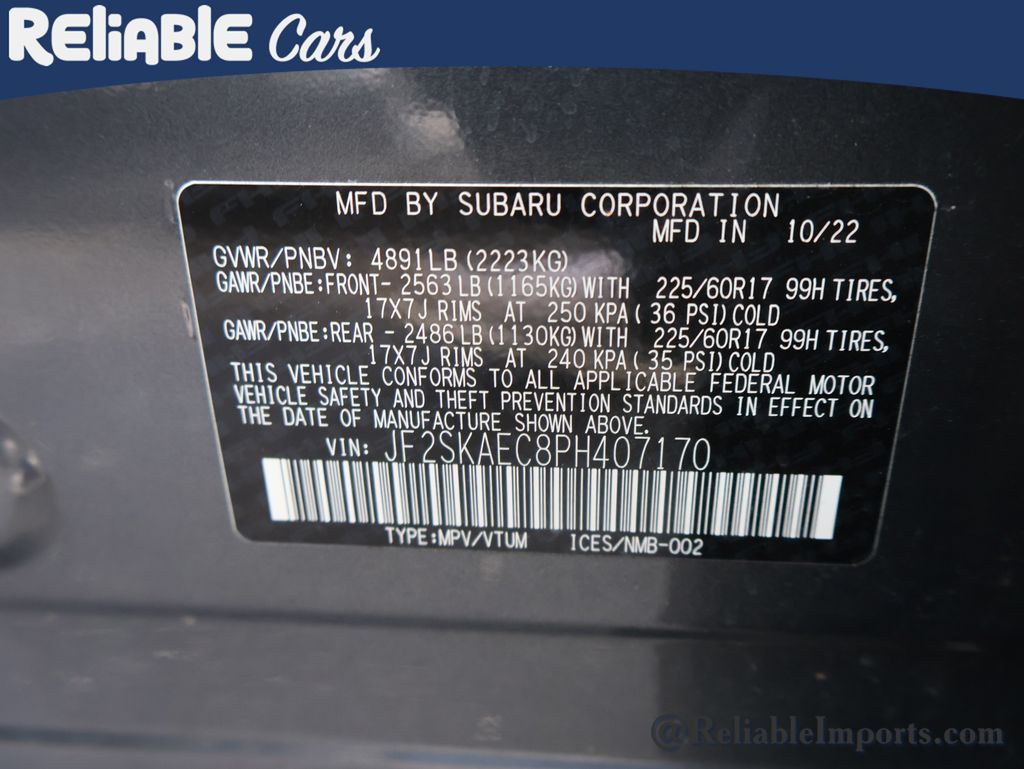 RELiABLE Cars
MFD BY SUBARU CORPORATION
MFD IN 10/22
GVWR/PNBV: 4891LB (2223KG)
GAWR/PNBE:FRONT- 2563 LB (1165KG) WITH 225/60R17 99H TIRES,
17X7J RIMS AT 250 KPA ( 36 PSI) COLD
GAWR/PNBE:REAR - 2486 LB (1130KG) WITH 225/60R17 99H TIRES,
17X7J RIMS AT 240 KPA ( 35 PSI) COLD
THIS VEHICLE CONFORMS TO ALL APPLICABLE FEDERAL MOTOR
VEHICLE SAFETY AND THEFT PREVENTION STANDARDS IN EFFECT ON
THE DATE OF MANUFACTURE SHOWN ABOVE.
VIN: JF2SKAEC8PH407170
TYPE:MPV/VTUM ICES/NMB-002
@ReliableImports.com